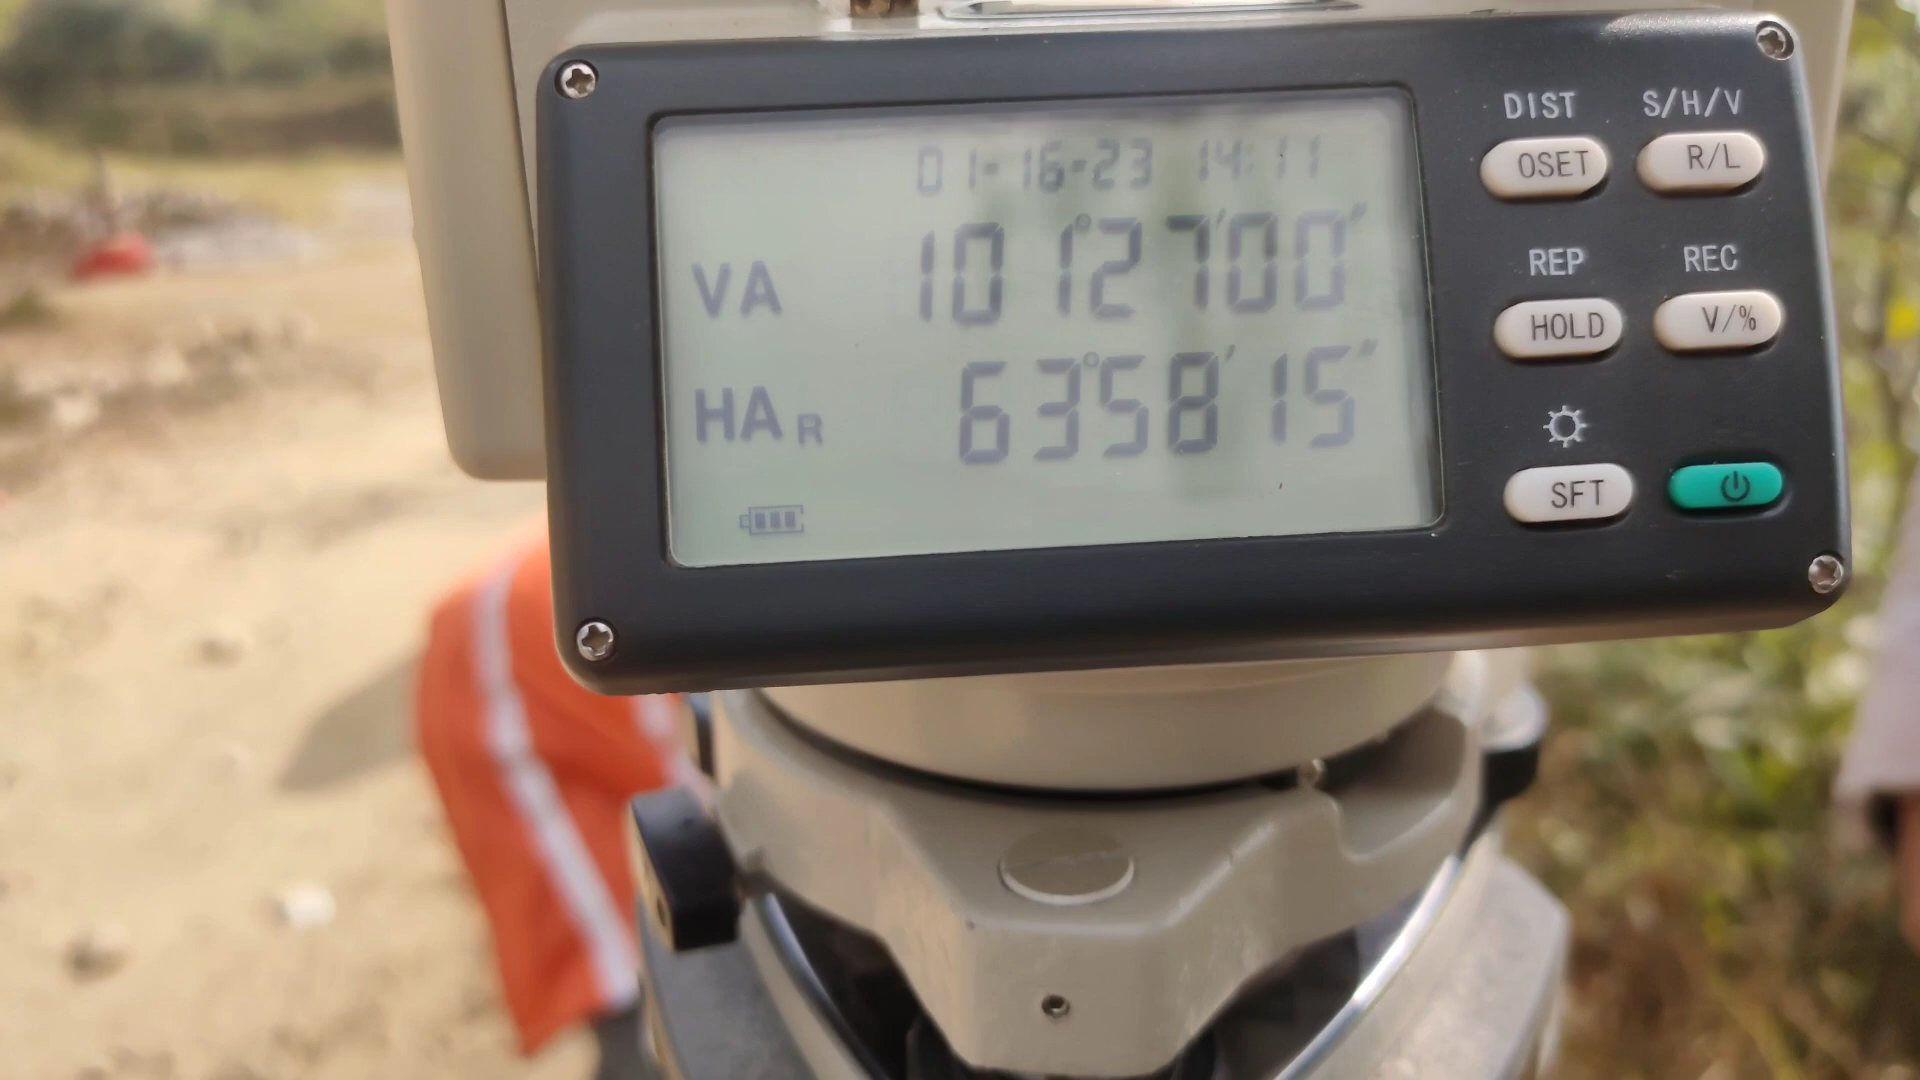 01-16-23 14:11
VA 101°27'00"
HAR 63°58'15"
DIST S/H/V
OSET R/L
REP REC
HOLD V/%
SFT